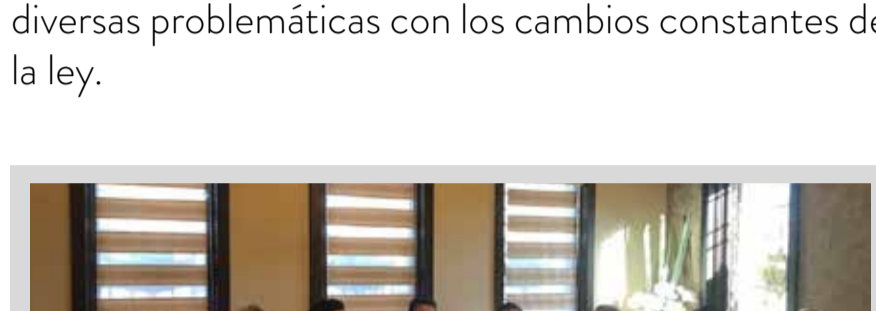 diversas problemáticas con los cambios constantes de
la ley.